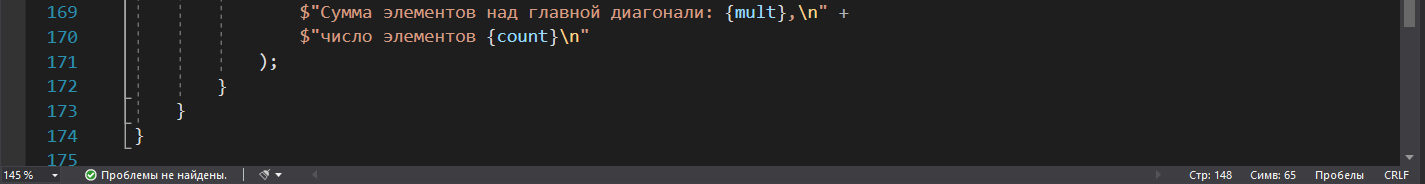 169 $"Сумма элементов над главной диагонали: {mult},\n" +
170 $"число элементов {count}\n"
171 );
172 }
173 }
174 }
175
145 % Проблемы не найдены. Стр: 148 Симв: 65 Пробелы CRLF